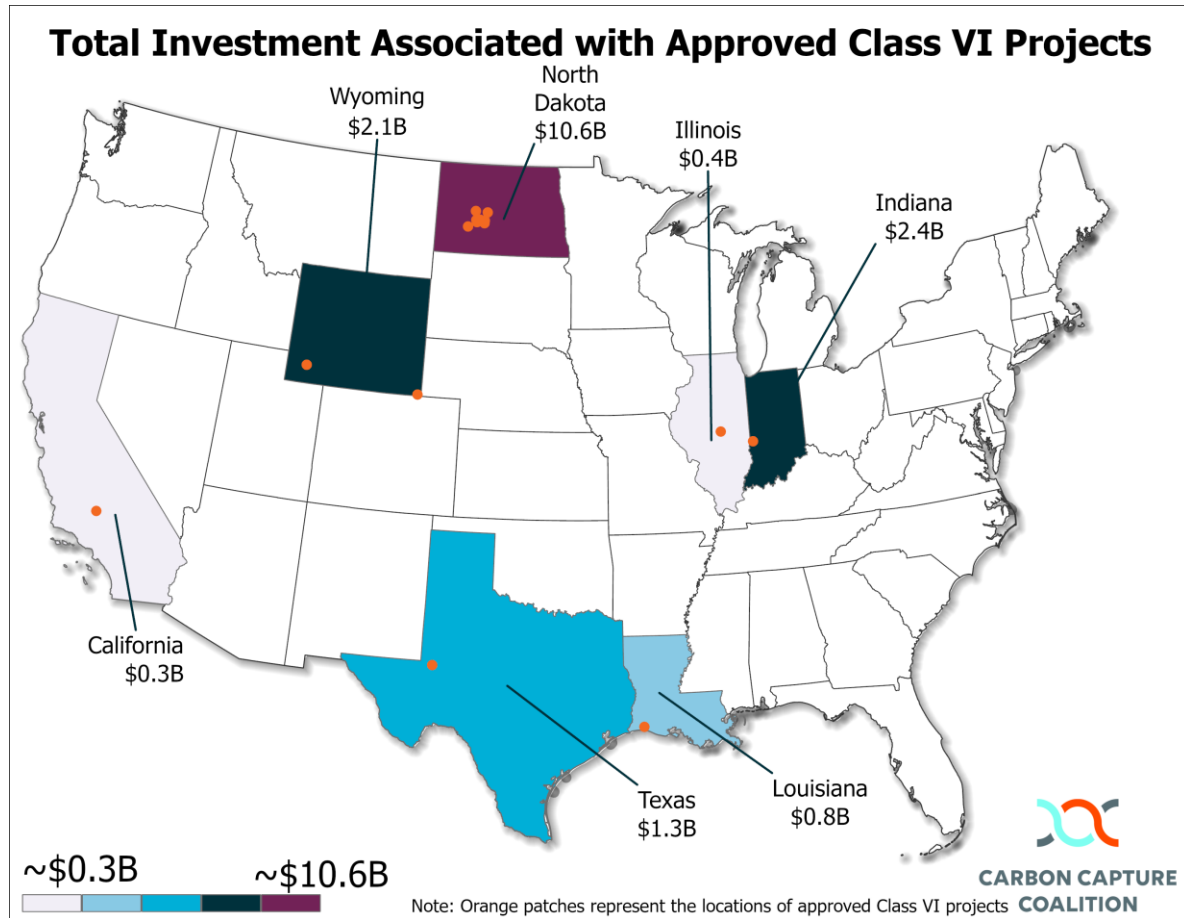 Total Investment Associated with Approved Class VI Projects
North
Dakota
$10.6B
Wyoming
$2.1B
Illinois
$0.4B
Indiana
$2.4B
California
$0.3B
Texas
$1.3B
Louisiana
$0.8B
~$0.3B
~$10.6B
Note: Orange patches represent the locations of approved Class VI projects
CARBON CAPTURE
COALITION